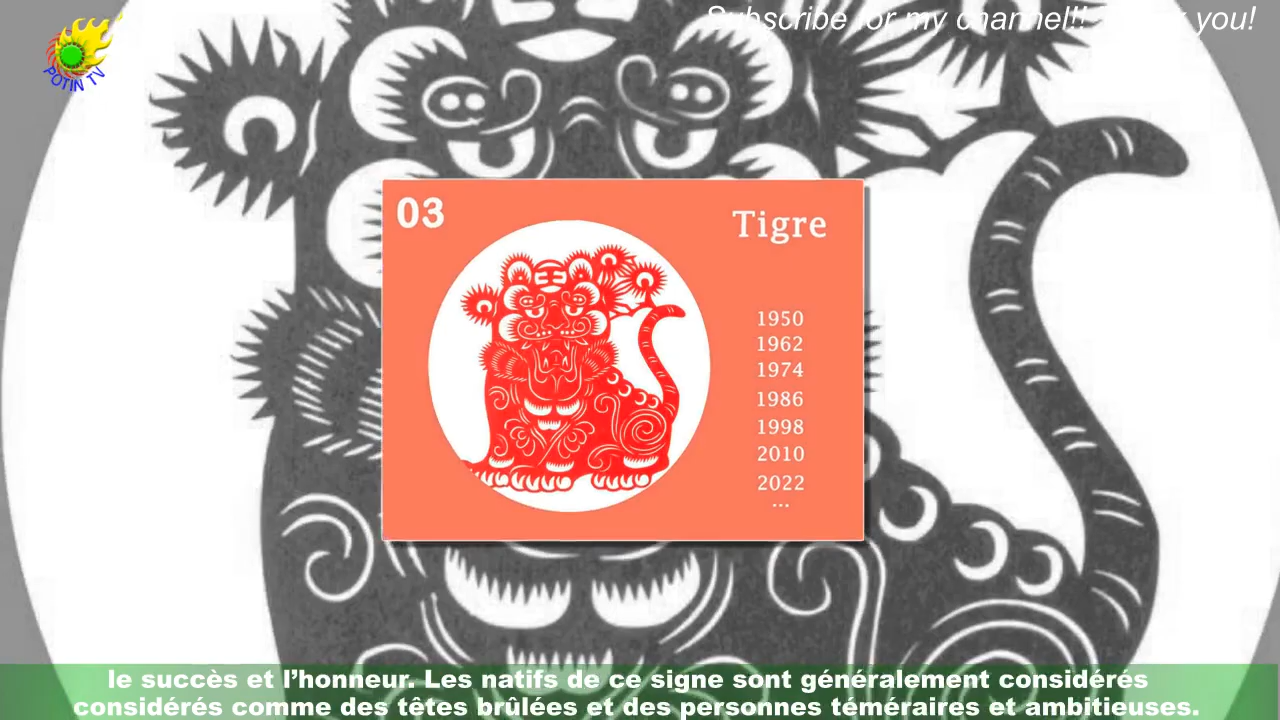 Subscribe for my channel!! you!
POTIN TV
03
Tigre
1950
1962
1974
1986
1998
2010
2022
...
le succès et l’honneur. Les natifs de ce signe sont généralement considérés
considérés comme des têtes brûlées et des personnes téméraires et ambitieuses.